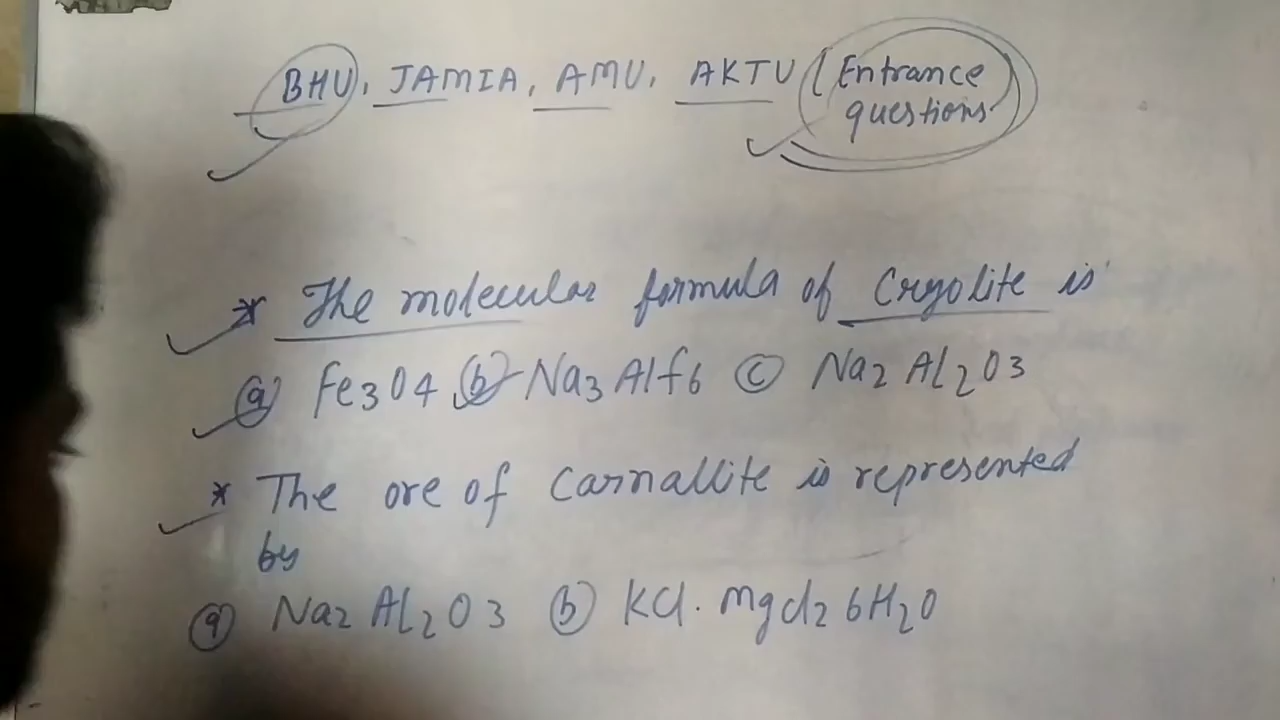 BHU, JAMIA, AMU, AKTU (Entrance
questions)
* The molecular formula of Cryolite is
(a) Fe3O4 (b) Na3Alf6 (c) Na2Al2O3
* The ore of Carnallite is represented
by
(a) Na2Al2O3 (b) KCl. Mgcl2 6H2O